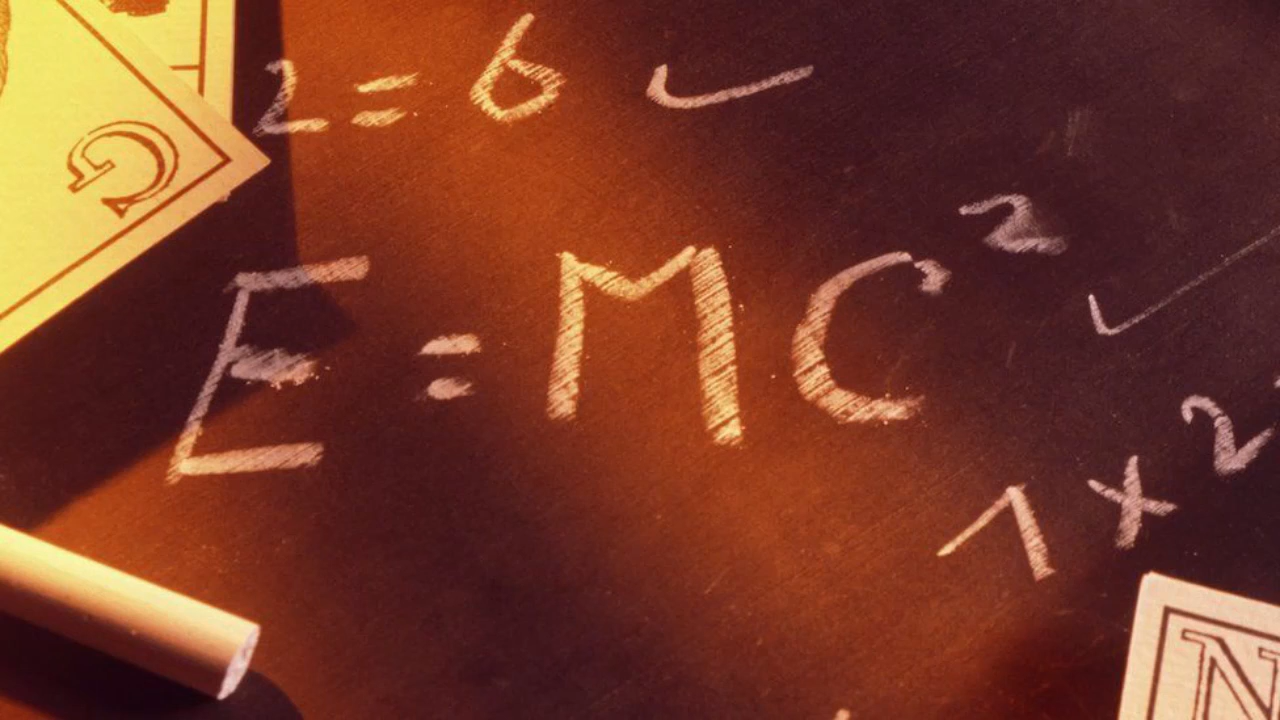 2 = 6 ✓
G
E = MC² ✓
1 x 2
N